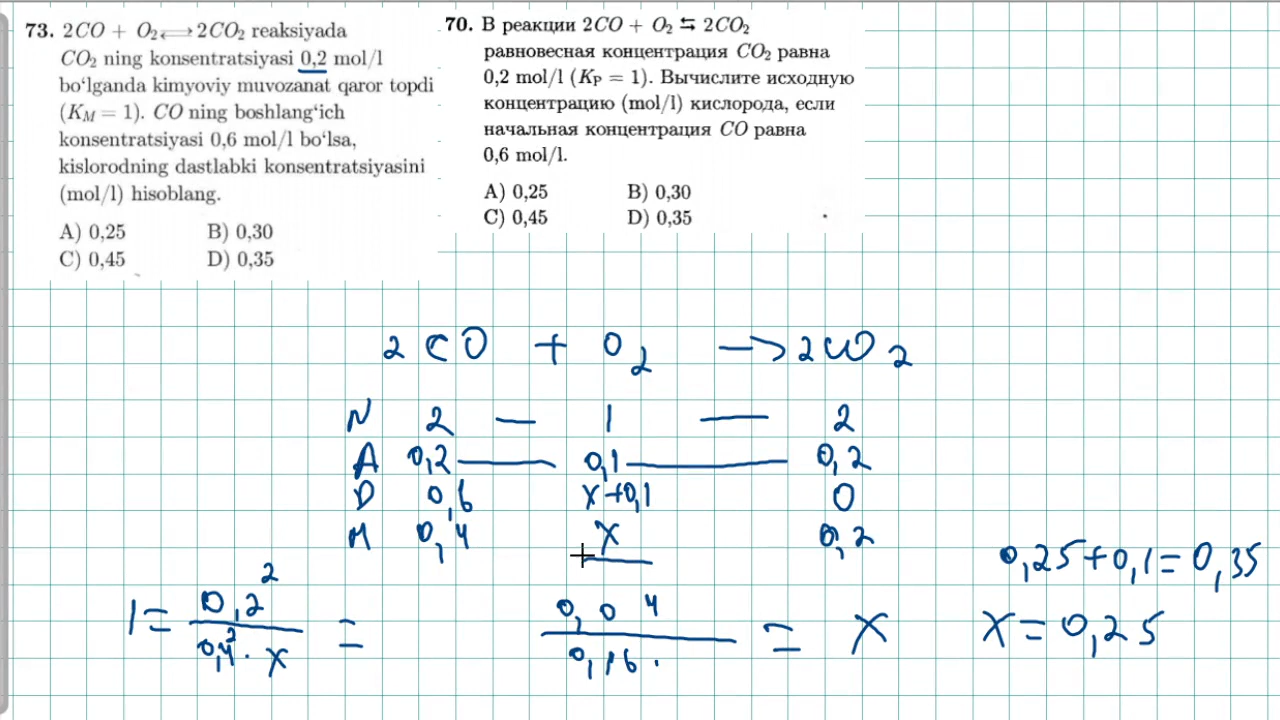 73. 2CO + O₂ ⟷ 2CO₂ reaksiyada
CO₂ ning konsentratsiyasi 0,2 mol/l
bo‘lganda kimyoviy muvozanat qaror topdi
(K_M = 1). CO ning boshlang‘ich
konsentratsiyasi 0,6 mol/l bo‘lsa,
kislorodning dastlabki konsentratsiyasini
(mol/l) hisoblang.
A) 0,25 B) 0,30
C) 0,45 D) 0,35
70. В реакции 2CO + O₂ ⇆ 2CO₂
равновесная концентрация CO₂ равна
0,2 mol/l (K_P = 1). Вычислите исходную
концентрацию (mol/l) кислорода, если
начальная концентрация CO равна
0,6 mol/l.
A) 0,25 B) 0,30
C) 0,45 D) 0,35
2CO + O₂ → 2CO₂
N 2 — 1 — 2
A 0,2 — 0,1 — 0,2
D 0,6 x+0,1 0
M 0,4 x 0,2
0,25+0,1=0,35
1 = 0,2² / 0,4² · x =
0,04 / 0,16 · = x
x = 0,25